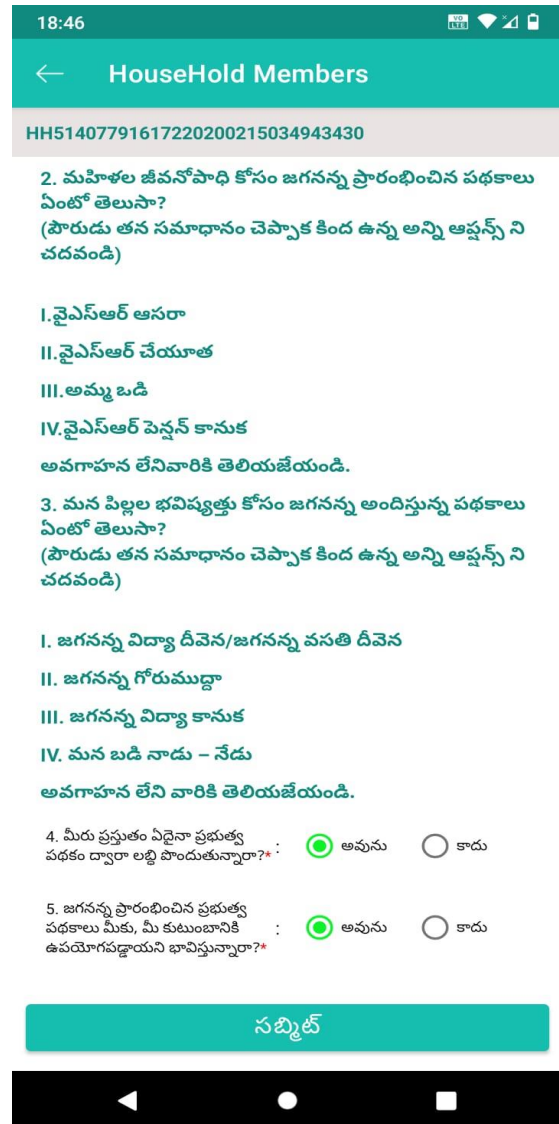 18:46
VO LTE
HouseHold Members
HH51407791617220200215034943430
2. మహిళల జీవనోపాధి కోసం జగనన్న ప్రారంభించిన పథకాలు
ఏంటో తెలుసా?
(పౌరుడు తన సమాధానం చెప్పాక కింద ఉన్న అన్ని ఆప్షన్స్ ని
చదవండి)
I.వైఎస్ఆర్ ఆసరా
II.వైఎస్ఆర్ చేయూత
III.అమ్మ ఒడి
IV.వైఎస్ఆర్ పెన్షన్ కానుక
అవగాహన లేనివారికి తెలియజేయండి.
3. మన పిల్లల భవిష్యత్తు కోసం జగనన్న అందిస్తున్న పథకాలు
ఏంటో తెలుసా?
(పౌరుడు తన సమాధానం చెప్పాక కింద ఉన్న అన్ని ఆప్షన్స్ ని
చదవండి)
I. జగనన్న విద్యా దీవెన/జగనన్న వసతి దీవెన
II. జగనన్న గోరుముద్దా
III. జగనన్న విద్యా కానుక
IV. మన బడి నాడు – నేడు
అవగాహన లేని వారికి తెలియజేయండి.
4. మీరు ప్రస్తుతం ఏదైనా ప్రభుత్వ
పథకం ద్వారా లబ్ధి పొందుతున్నారా?* : అవును కాదు
5. జగనన్న ప్రారంభించిన ప్రభుత్వ
పథకాలు మీకు, మీ కుటుంబానికి : అవును కాదు
ఉపయోగపడ్డాయని భావిస్తున్నారా?*
సబ్మిట్